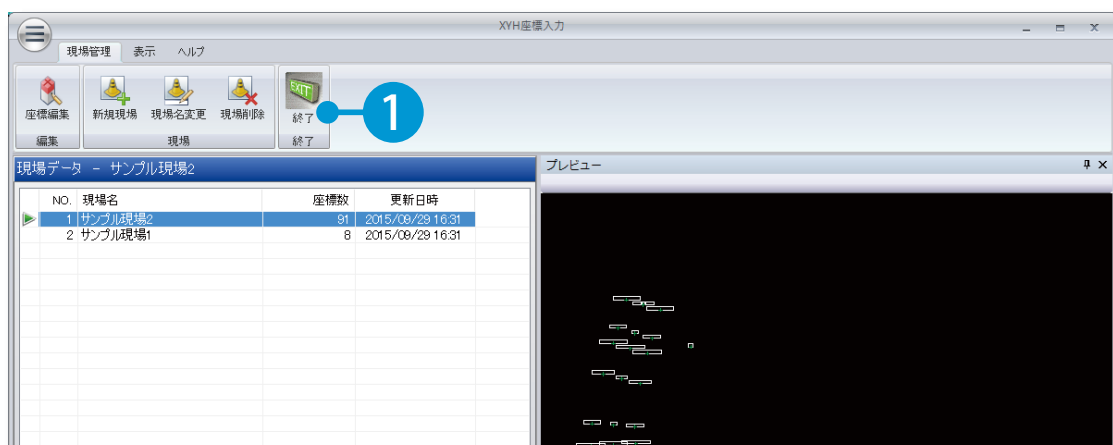 XYH座標入力
現場管理 表示 ヘルプ
EXIT
座標編集 新規現場 現場名変更 現場削除 終了
1
編集 現場 終了
現場データ - サンプル現場2
プレビュー
NO. 現場名 座標数 更新日時
1 サンプル現場2 91 2015/09/29 16:31
2 サンプル現場1 8 2015/09/29 16:31